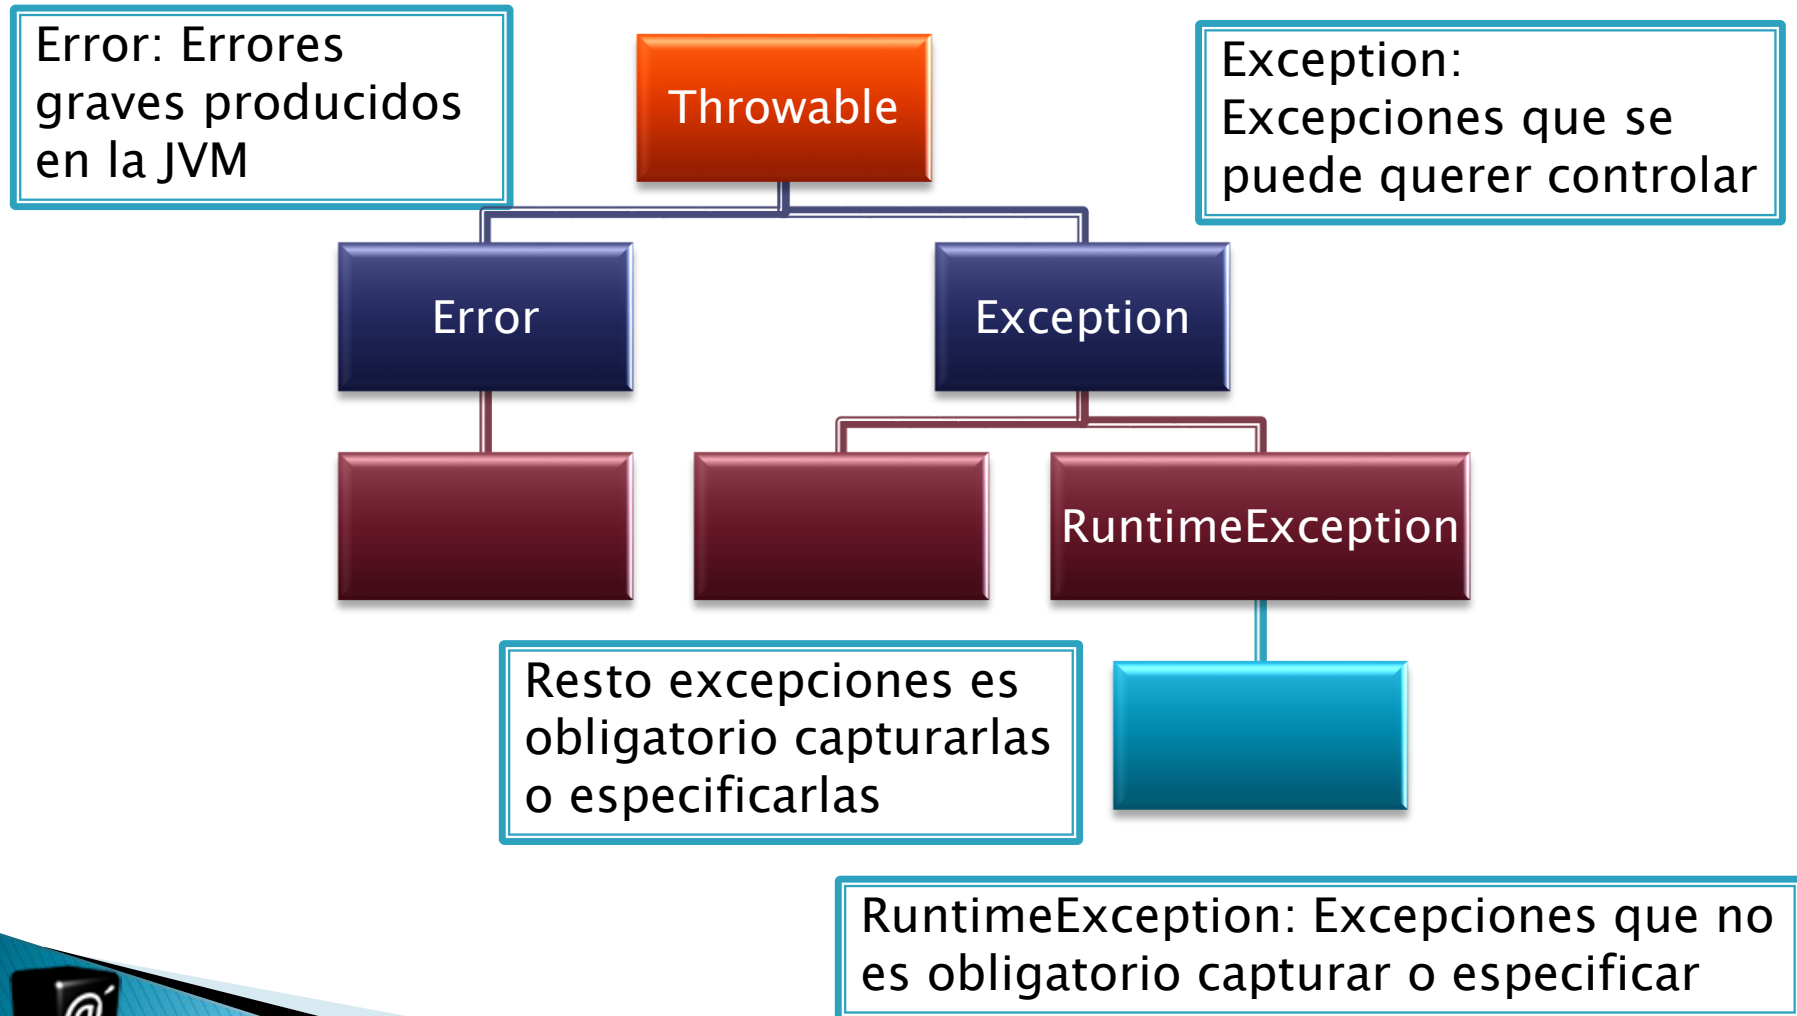 Error: Errores
graves producidos
en la JVM
Throwable
Exception:
Excepciones que se
puede querer controlar
Error
Exception
RuntimeException
Resto excepciones es
obligatorio capturarlas
o especificarlas
RuntimeException: Excepciones que no
es obligatorio capturar o especificar
@